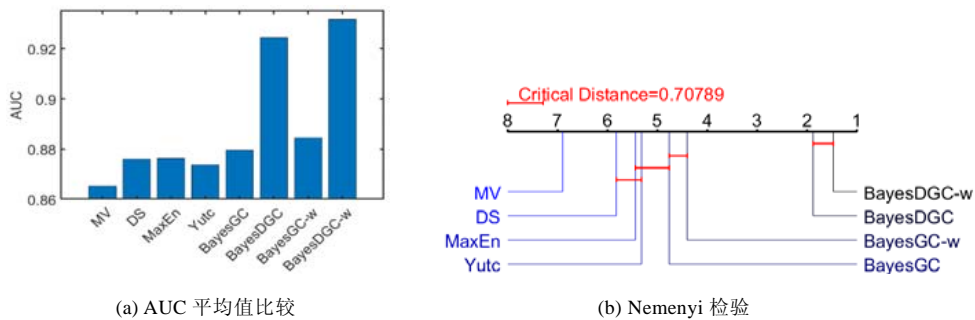 0.92
0.9
0.88
0.86
AUC
MV
DS
MaxEn
Yutc
BayesGC
BayesDGC
BayesGC-w
BayesDGC-w
(a) AUC 平均值比较
Critical Distance=0.70789
8 7 6 5 4 3 2 1
MV
DS
MaxEn
Yutc
BayesDGC-w
BayesDGC
BayesGC-w
BayesGC
(b) Nemenyi 检验